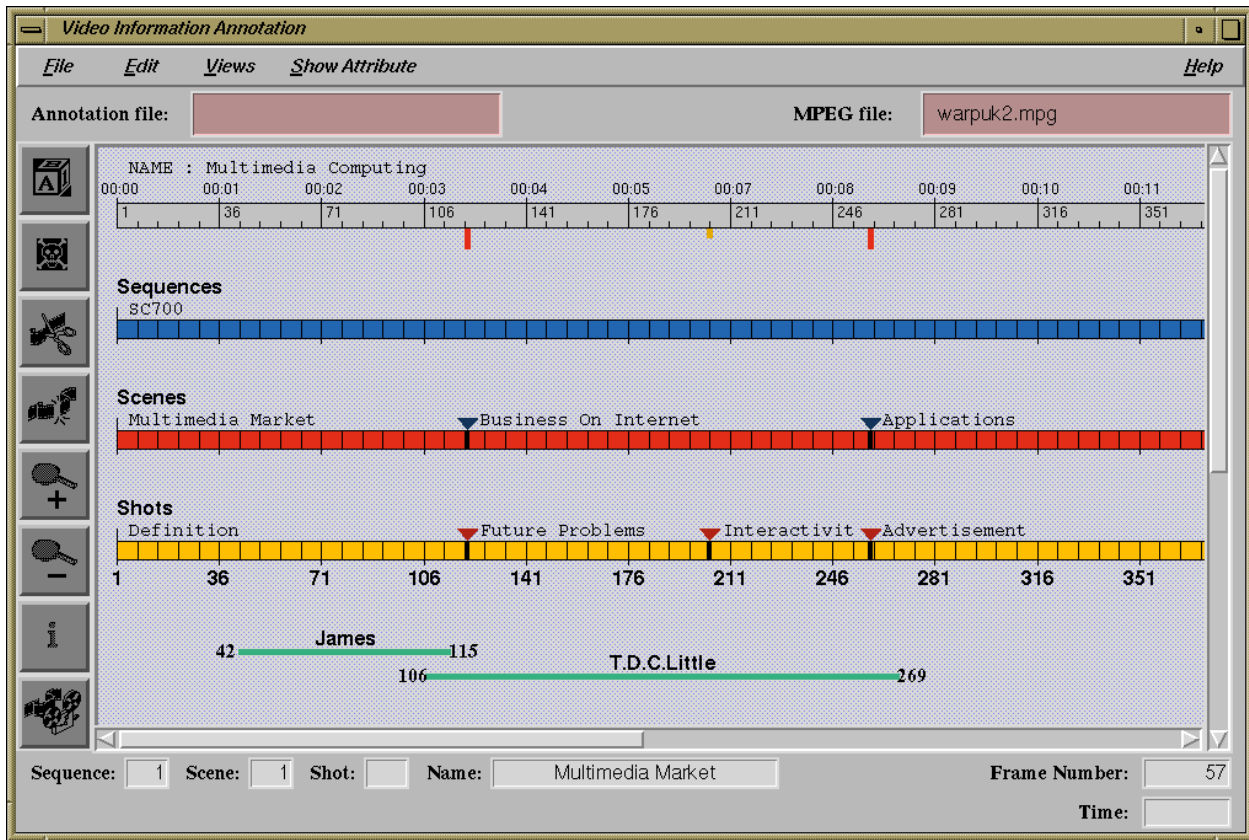 Video Information Annotation
File Edit Views Show Attribute Help
Annotation file: MPEG file: warpuk2.mpg
NAME : Multimedia Computing
00:00 00:01 00:02 00:03 00:04 00:05 00:07 00:08 00:09 00:10 00:11
1 36 71 106 141 176 211 246 281 316 351
Sequences
SC700
Scenes
Multimedia Market Business On Internet Applications
Shots
Definition Future Problems Interactivit Advertisement
1 36 71 106 141 176 211 246 281 316 351
James
42 115
T.D.C.Little
106 269
A
+
−
i
Sequence: 1 Scene: 1 Shot: Name: Multimedia Market Frame Number: 57
Time: